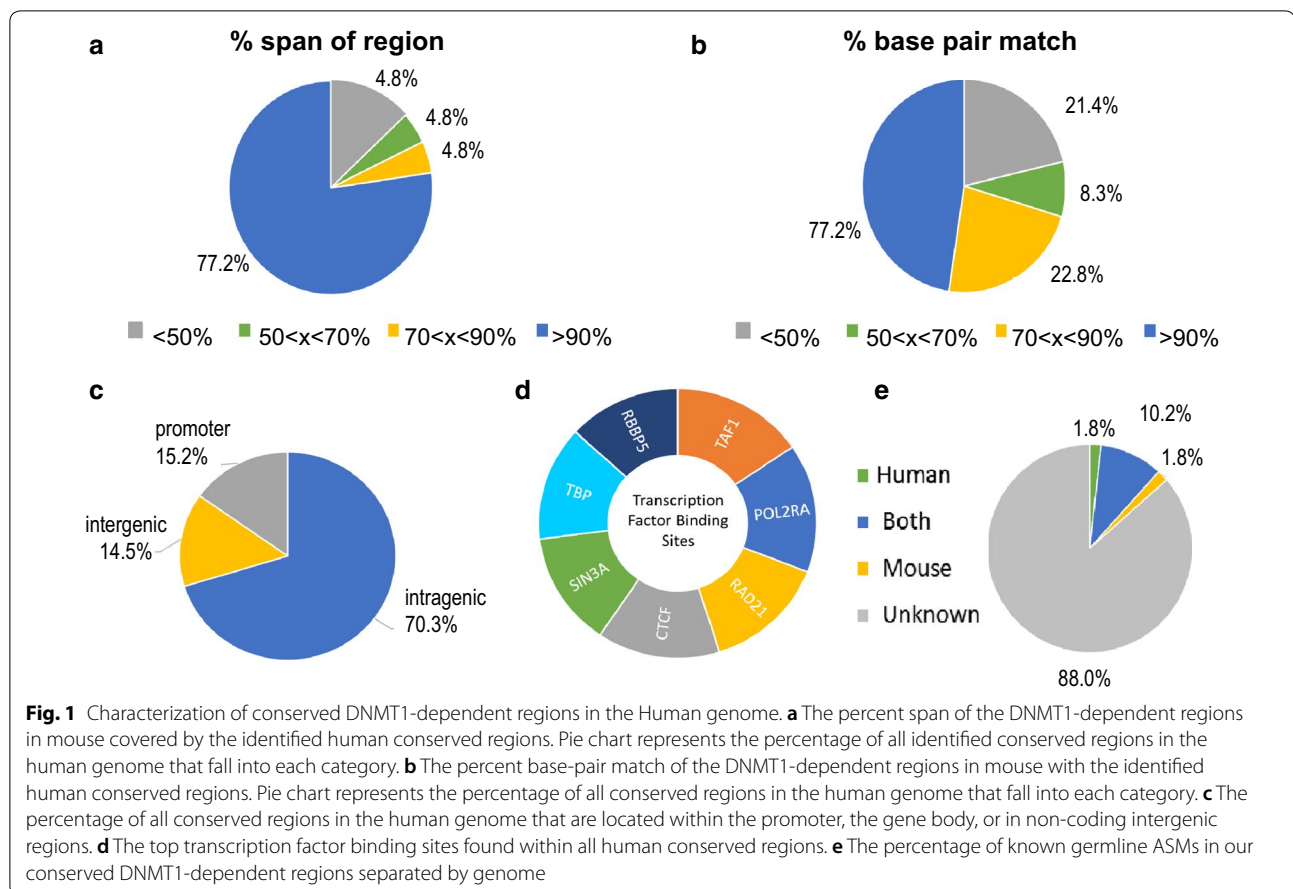 a
% span of region
4.8%
4.8%
4.8%
77.2%
<50% 50<x<70% 70<x<90% >90%
b
% base pair match
21.4%
8.3%
22.8%
77.2%
<50% 50<x<70% 70<x<90% >90%
c
promoter
15.2%
intergenic
14.5%
intragenic
70.3%
d
TAF1
POL2RA
RAD21
CTCF
SIN3A
TBP
RBBP5
Transcription
Factor Binding
Sites
e
Human
Both
Mouse
Unknown
1.8%
10.2%
1.8%
88.0%
Fig. 1 Characterization of conserved DNMT1-dependent regions in the Human genome. a The percent span of the DNMT1-dependent regions
in mouse covered by the identified human conserved regions. Pie chart represents the percentage of all identified conserved regions in the
human genome that fall into each category. b The percent base-pair match of the DNMT1-dependent regions in mouse with the identified
human conserved regions. Pie chart represents the percentage of all conserved regions in the human genome that fall into each category. c The
percentage of all conserved regions in the human genome that are located within the promoter, the gene body, or in non-coding intergenic
regions. d The top transcription factor binding sites found within all human conserved regions. e The percentage of known germline ASMs in our
conserved DNMT1-dependent regions separated by genome